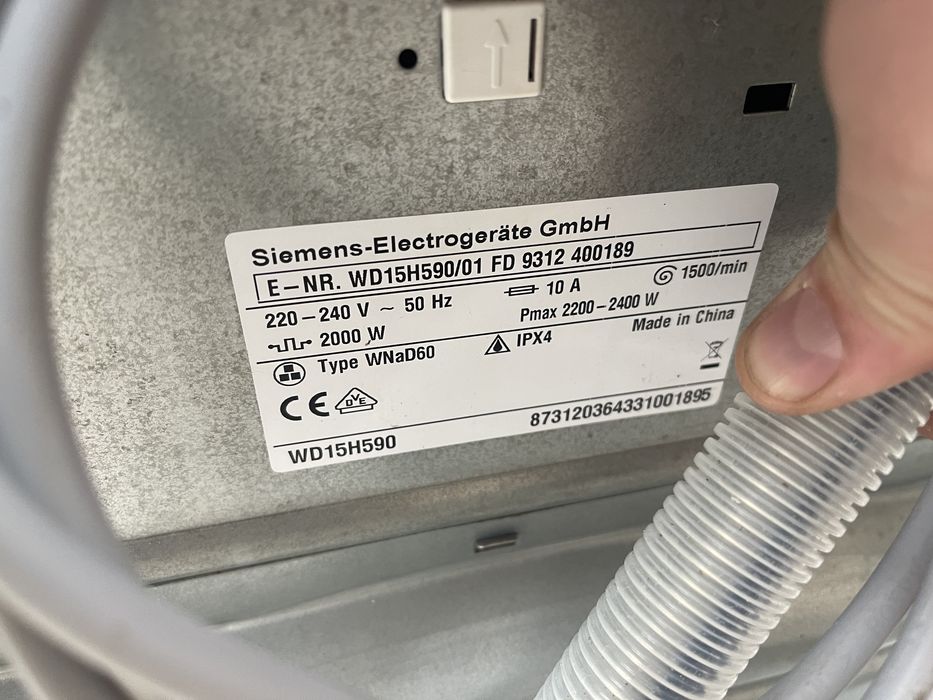 Siemens-Electrogeräte GmbH
E-NR. WD15H590/01 FD 9312 400189
220-240 V ~ 50 Hz 10 A 1500/min
2000 W Pmax 2200-2400 W
Type WNaD60 IPX4 Made in China
CE DVE
WD15H590 873120364331001895